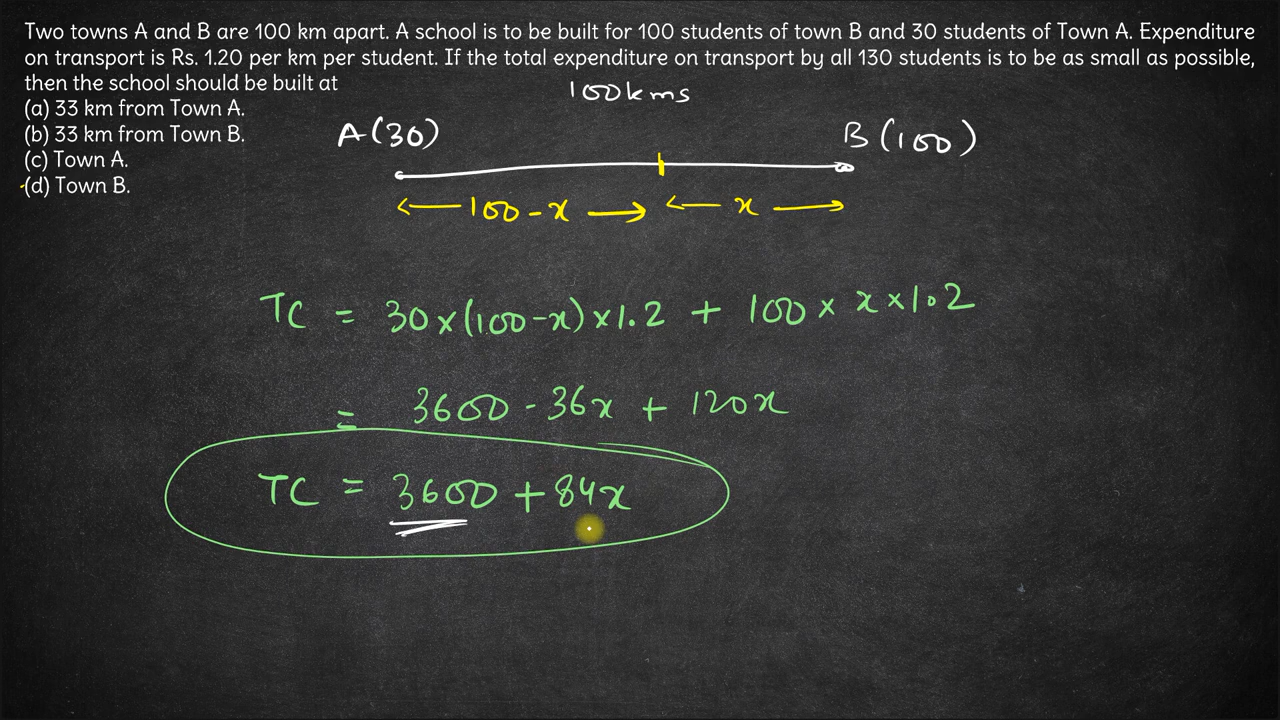 Two towns A and B are 100 km apart. A school is to be built for 100 students of town B and 30 students of Town A. Expenditure
on transport is Rs. 1.20 per km per student. If the total expenditure on transport by all 130 students is to be as small as possible,
then the school should be built at
(a) 33 km from Town A.
(b) 33 km from Town B.
(c) Town A.
(d) Town B.
100kms
A(30) B(100)
100-x x
TC = 30×(100-x)×1.2 + 100×x×1.2
= 3600 - 36x + 120x
TC = 3600 + 84x